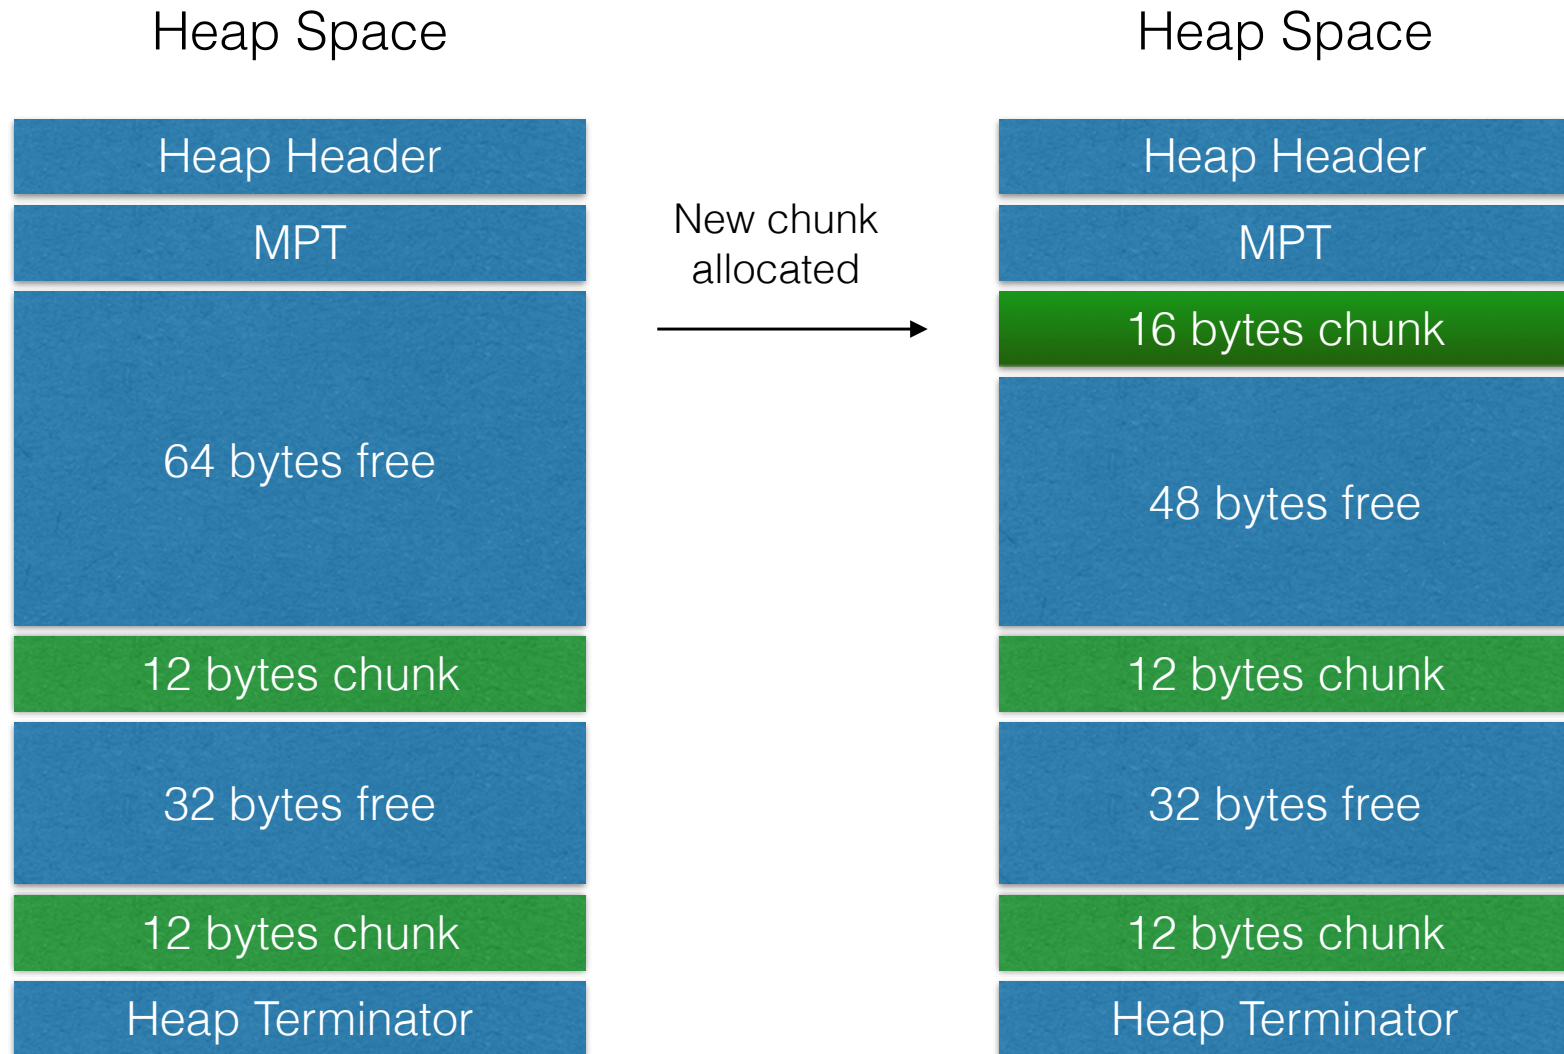 Heap Space
Heap Header
MPT
64 bytes free
12 bytes chunk
32 bytes free
12 bytes chunk
Heap Terminator
New chunk
allocated
Heap Space
Heap Header
MPT
16 bytes chunk
48 bytes free
12 bytes chunk
32 bytes free
12 bytes chunk
Heap Terminator